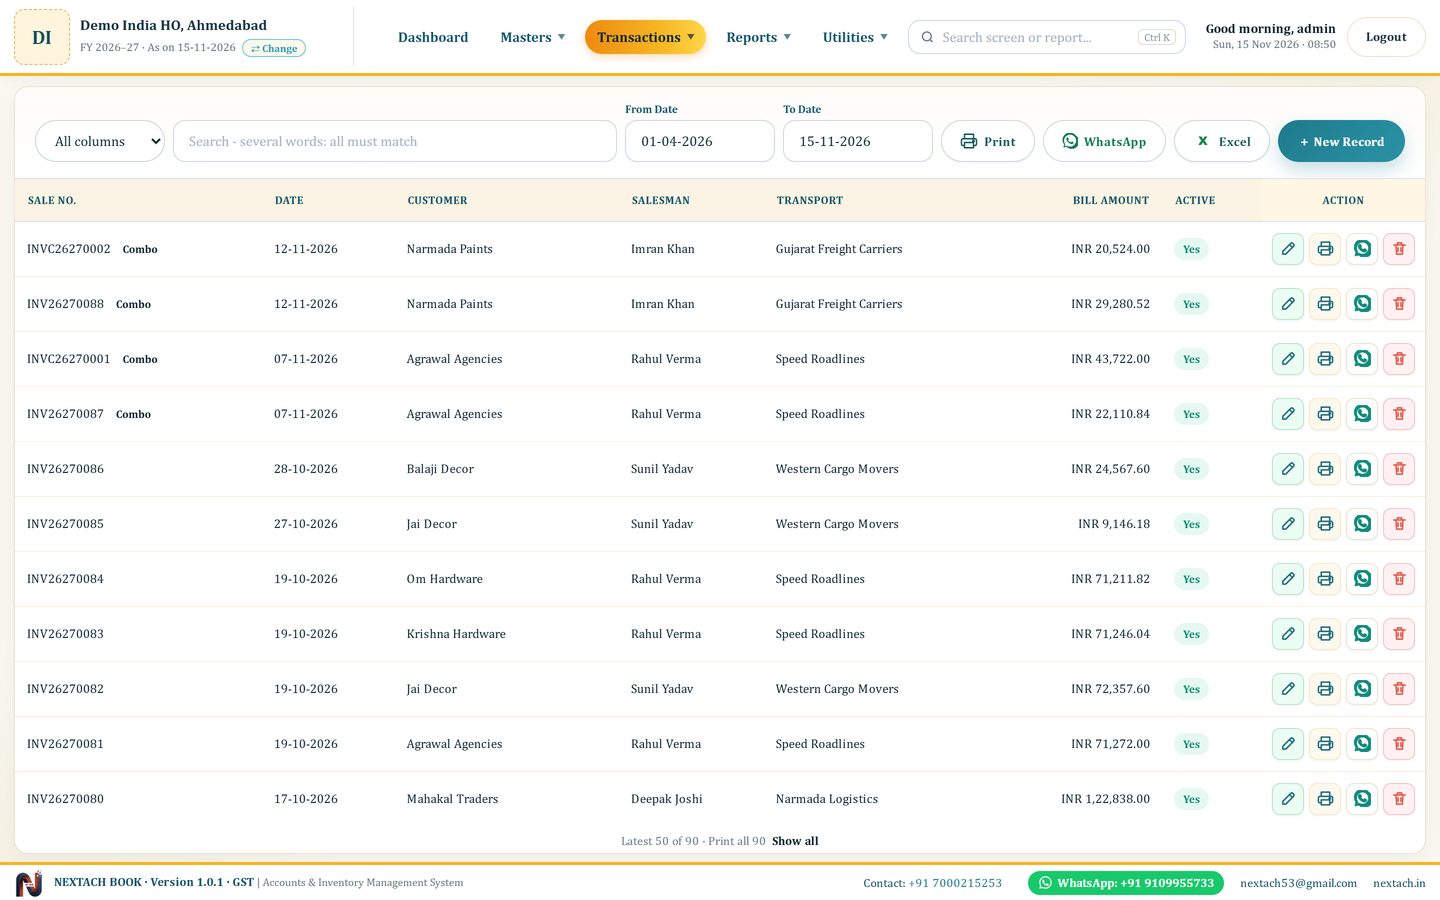 DI
Demo India HO, Ahmedabad
FY 2026–27 · As on 15-11-2026 ⇄ Change
Dashboard Masters ▼ Transactions ▼ Reports ▼ Utilities ▼
Search screen or report... Ctrl K
Good morning, admin
Sun, 15 Nov 2026 · 08:50
Logout
From Date To Date
All columns Search - several words: all must match 01-04-2026 15-11-2026 Print WhatsApp X Excel + New Record
SALE NO. DATE CUSTOMER SALESMAN TRANSPORT BILL AMOUNT ACTIVE ACTION
INVC26270002 Combo 12-11-2026 Narmada Paints Imran Khan Gujarat Freight Carriers INR 20,524.00 Yes
INV26270088 Combo 12-11-2026 Narmada Paints Imran Khan Gujarat Freight Carriers INR 29,280.52 Yes
INVC26270001 Combo 07-11-2026 Agrawal Agencies Rahul Verma Speed Roadlines INR 43,722.00 Yes
INV26270087 Combo 07-11-2026 Agrawal Agencies Rahul Verma Speed Roadlines INR 22,110.84 Yes
INV26270086 28-10-2026 Balaji Decor Sunil Yadav Western Cargo Movers INR 24,567.60 Yes
INV26270085 27-10-2026 Jai Decor Sunil Yadav Western Cargo Movers INR 9,146.18 Yes
INV26270084 19-10-2026 Om Hardware Rahul Verma Speed Roadlines INR 71,211.82 Yes
INV26270083 19-10-2026 Krishna Hardware Rahul Verma Speed Roadlines INR 71,246.04 Yes
INV26270082 19-10-2026 Jai Decor Sunil Yadav Western Cargo Movers INR 72,357.60 Yes
INV26270081 19-10-2026 Agrawal Agencies Rahul Verma Speed Roadlines INR 71,272.00 Yes
INV26270080 17-10-2026 Mahakal Traders Deepak Joshi Narmada Logistics INR 1,22,838.00 Yes
Latest 50 of 90 · Print all 90 Show all
N NEXTACH BOOK · Version 1.0.1 · GST | Accounts & Inventory Management System Contact: +91 7000215253 WhatsApp: +91 9109955733 nextach53@gmail.com nextach.in